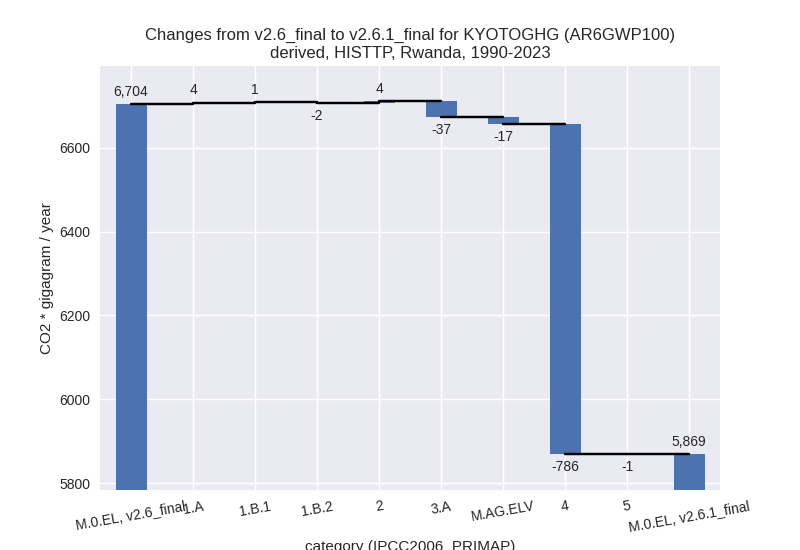 Changes from v2.6_final to v2.6.1_final for KYOTOGHG (AR6GWP100)
derived, HISTTP, Rwanda, 1990-2023
6,704
4
1
-2
4
-37
-17
-786
-1
5,869
6600
6400
6200
6000
5800
CO2 * gigagram / year
M.0.EL, v2.6_final
1.A
1.B.1
1.B.2
2
3.A
M.AG.ELV
4
5
M.0.EL, v2.6.1_final
category (IPCC2006_PRIMAP)